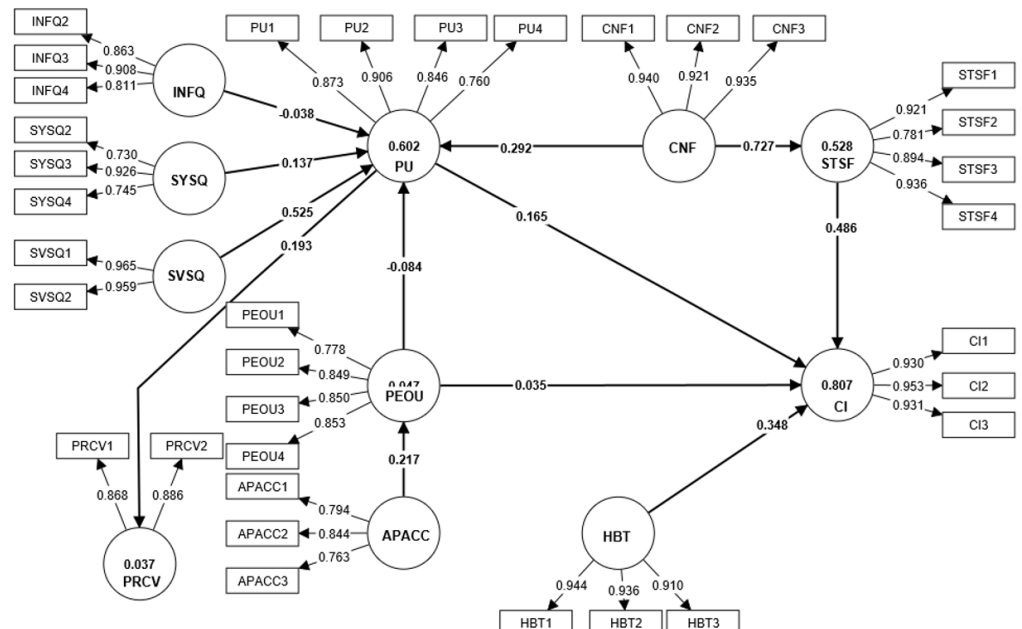 INFQ2
INFQ3
INFQ4
0.863
0.908
0.811
INFQ
-0.038
PU1
PU2
PU3
PU4
0.873
0.906
0.846
0.760
0.602
PU
CNF1
CNF2
CNF3
0.940
0.921
0.935
CNF
0.292
0.727
0.528
STSF
STSF1
STSF2
STSF3
STSF4
0.921
0.781
0.894
0.936
SYSQ2
SYSQ3
SYSQ4
0.730
0.926
0.745
SYSQ
0.137
SVSQ1
SVSQ2
0.965
0.959
SVSQ
0.525
0.193
-0.084
0.165
0.486
PEOU1
PEOU2
PEOU3
PEOU4
0.778
0.849
0.850
0.853
0.047
PEOU
0.035
0.807
CI
CI1
CI2
CI3
0.930
0.953
0.931
0.348
0.217
PRCV1
PRCV2
0.868
0.886
0.037
PRCV
APACC1
APACC2
APACC3
0.794
0.844
0.763
APACC
HBT
0.944
0.936
0.910
HBT1
HBT2
HBT3